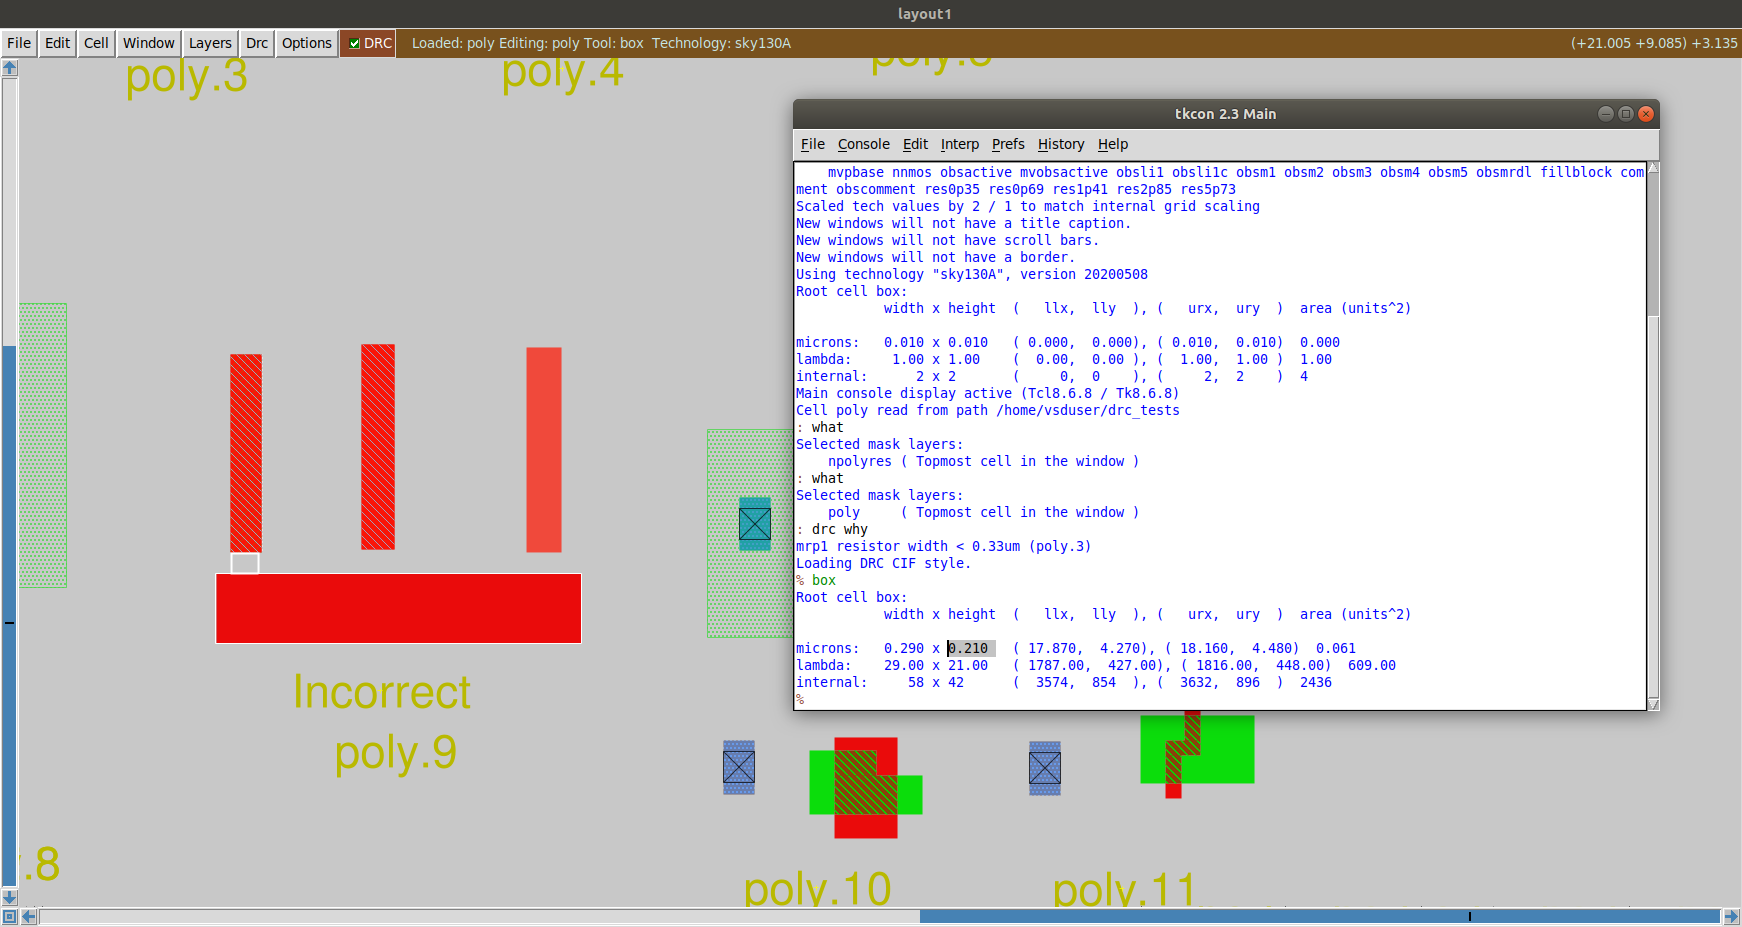 layout1
File Edit Cell Window Layers Drc Options DRC Loaded: poly Editing: poly Tool: box Technology: sky130A (+21.005 +9.085) +3.135
poly.3
poly.4
tkcon 2.3 Main
File Console Edit Interp Prefs History Help
mvpbase nnmos obsactive mvobsactive obsli1 obsli1c obsm1 obsm2 obsm3 obsm4 obsm5 obsmrdl fillblock com
ment obscomment res0p35 res0p69 res1p41 res2p85 res5p73
Scaled tech values by 2 / 1 to match internal grid scaling
New windows will not have a title caption.
New windows will not have scroll bars.
New windows will not have a border.
Using technology "sky130A", version 20200508
Root cell box:
width x height ( llx, lly ), ( urx, ury ) area (units^2)
microns: 0.010 x 0.010 ( 0.000, 0.000), ( 0.010, 0.010) 0.000
lambda: 1.00 x 1.00 ( 0.00, 0.00 ), ( 1.00, 1.00 ) 1.00
internal: 2 x 2 ( 0, 0 ), ( 2, 2 ) 4
Main console display active (Tcl8.6.8 / Tk8.6.8)
Cell poly read from path /home/vsduser/drc_tests
: what
Selected mask layers:
npolyres ( Topmost cell in the window )
: what
Selected mask layers:
poly ( Topmost cell in the window )
: drc why
mrp1 resistor width < 0.33um (poly.3)
Loading DRC CIF style.
% box
Root cell box:
width x height ( llx, lly ), ( urx, ury ) area (units^2)
microns: 0.290 x 0.210 ( 17.870, 4.270), ( 18.160, 4.480) 0.061
lambda: 29.00 x 21.00 ( 1787.00, 427.00), ( 1816.00, 448.00) 609.00
internal: 58 x 42 ( 3574, 854 ), ( 3632, 896 ) 2436
%
Incorrect
poly.9
.8
poly.10
poly.11